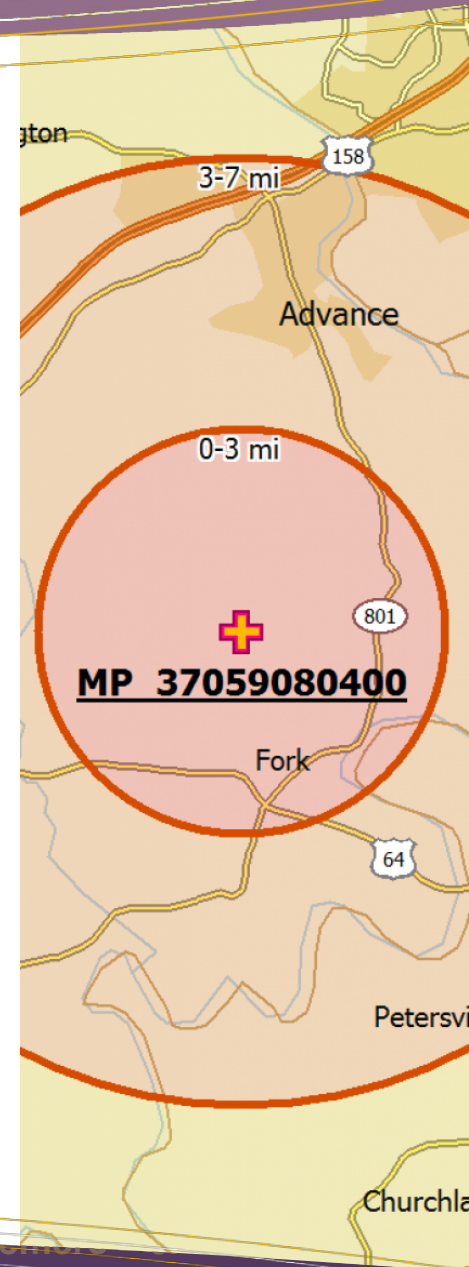 gton
158
3-7 mi
Advance
0-3 mi
801
MP 37059080400
Fork
64
Petersvi
Churchla